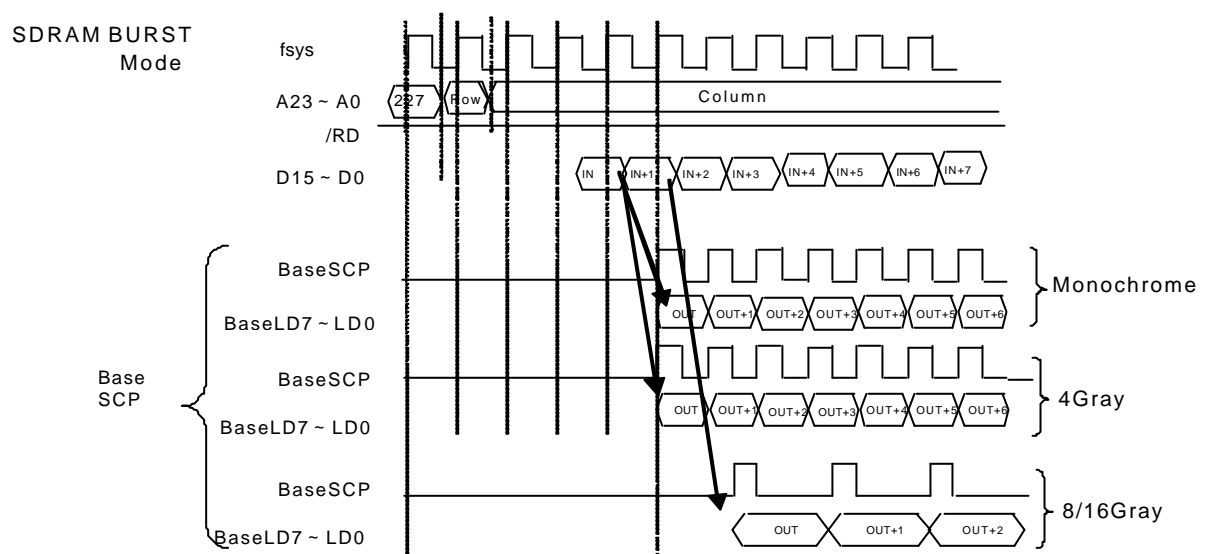 SDRAM BURST
Mode
fsys
A23 ~ A0
227
Row
Column
/RD
D15 ~ D0
IN
IN+1
IN+2
IN+3
IN+4
IN+5
IN+6
IN+7
Base
SCP
BaseSCP
BaseLD7 ~ LD0
OUT
OUT+1
OUT+2
OUT+3
OUT+4
OUT+5
OUT+6
Monochrome
BaseSCP
BaseLD7 ~ LD0
OUT
OUT+1
OUT+2
OUT+3
OUT+4
OUT+5
OUT+6
4Gray
BaseSCP
BaseLD7 ~ LD0
OUT
OUT+1
OUT+2
8/16Gray